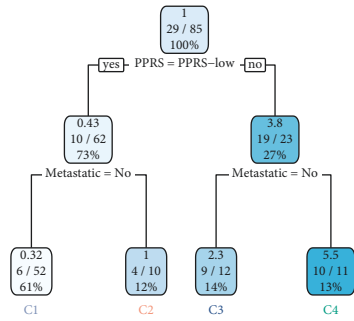 1
29 / 85
100%
yes PPRS = PPRS-low no
0.43
10 / 62
73%
3.8
19 / 23
27%
Metastatic = No
Metastatic = No
0.32
6 / 52
61%
1
4 / 10
12%
2.3
9 / 12
14%
5.5
10 / 11
13%
C1
C2
C3
C4